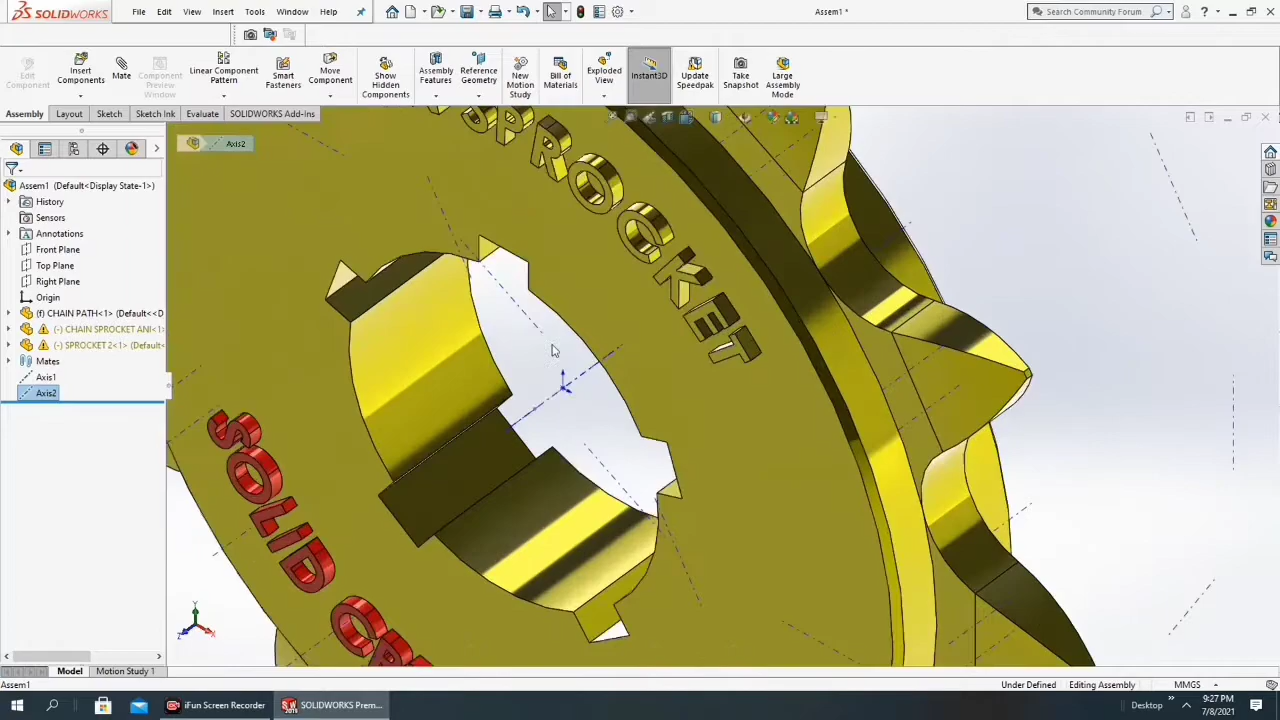 SOLIDWORKS
File Edit View Insert Tools Window Help
Assem1 *
Search Community Forum
Edit Component
Insert Components
Mate
Component Preview Window
Linear Component Pattern
Smart Fasteners
Move Component
Show Hidden Components
Assembly Features
Reference Geometry
New Motion Study
Bill of Materials
Exploded View
Instant3D
Update Speedpak
Take Snapshot
Large Assembly Mode
Assembly Layout Sketch Sketch Ink Evaluate SOLIDWORKS Add-Ins
Axis2
Assem1 (Default<Display State-1>)
History
Sensors
Annotations
Front Plane
Top Plane
Right Plane
Origin
(f) CHAIN PATH<1> (Default<<D
(-) CHAIN SPROCKET ANI<1>
(-) SPROCKET 2<1> (Default<
Mates
Axis1
Axis2
SPROCKET
SOLID CA
Y
X
Z
Model Motion Study 1
Assem1
Under Defined
Editing Assembly
MMGS
iFun Screen Recorder
SOLIDWORKS Prem...
Desktop
9:27 PM
7/8/2021